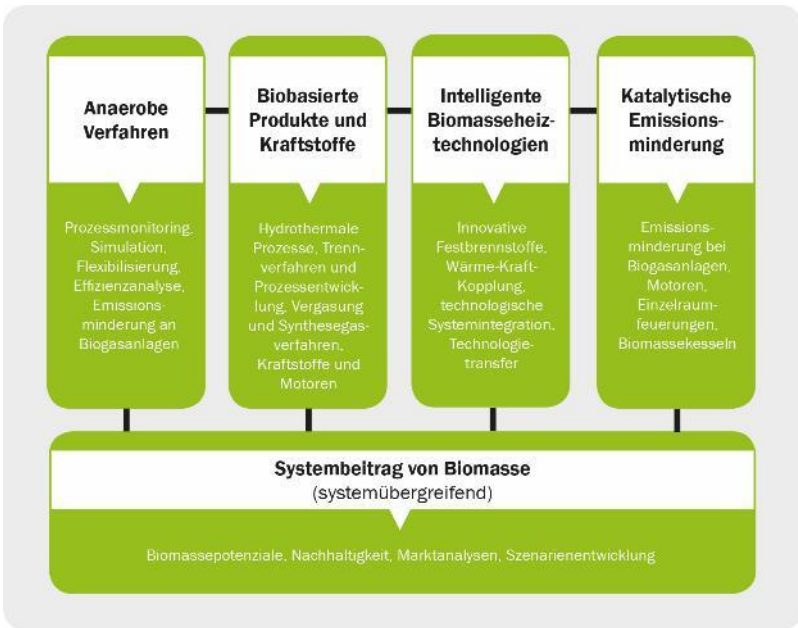 Anaerobe
Verfahren
Prozessmonitoring,
Simulation,
Flexibilisierung,
Effizienzanalyse,
Emissions-
minderung an
Biogasanlagen
Biobasierte
Produkte und
Kraftstoffe
Hydrothermale
Prozesse, Trenn-
verfahren und
Prozessentwick-
lung, Vergasung
und Synthesegas-
verfahren,
Kraftstoffe und
Motoren
Intelligente
Biomasseheiz-
technologien
Innovative
Festbrennstoffe,
Wärme-Kraft-
Kopplung,
technologische
Systemintegration,
Technologie-
transfer
Katalytische
Emissions-
minderung
Emissions-
minderung bei
Biogasanlagen,
Motoren,
Einzelraum-
feuerungen,
Biomassekesseln
Systembeitrag von Biomasse
(systemübergreifend)
Biomassepotenziale, Nachhaltigkeit, Marktanalysen, Szenarienentwicklung